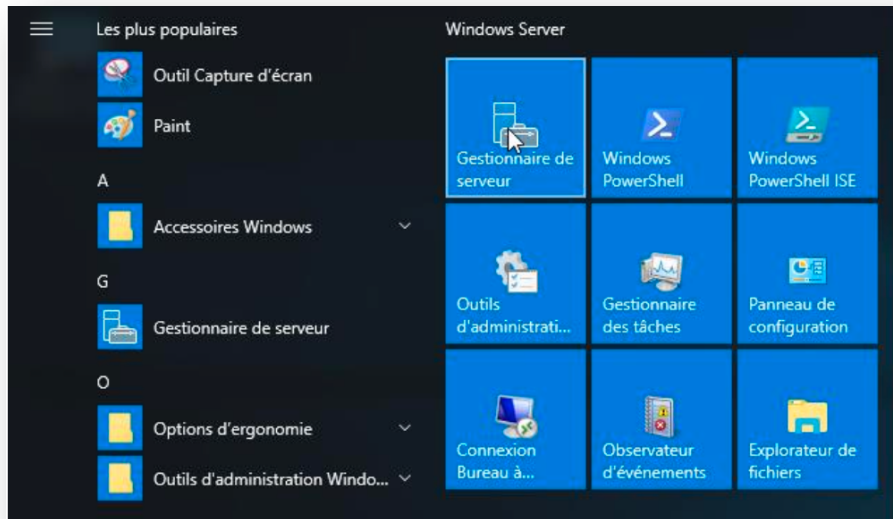 Les plus populaires
Outil Capture d'écran
Paint
A
Accessoires Windows
G
Gestionnaire de serveur
O
Options d'ergonomie
Outils d'administration Windo...
Windows Server
Gestionnaire de
serveur
Windows
PowerShell
Windows
PowerShell ISE
Outils
d'administrati...
Gestionnaire
des tâches
Panneau de
configuration
Connexion
Bureau à...
Observateur
d'événements
Explorateur de
fichiers